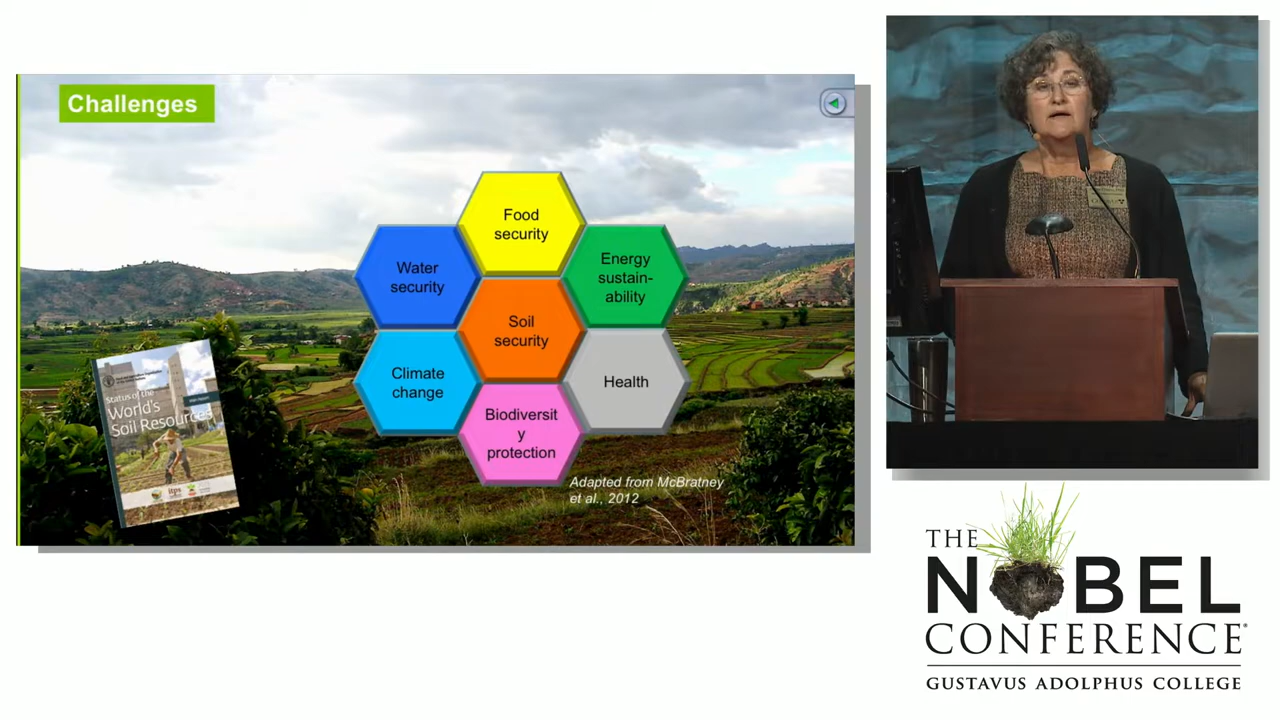 Challenges
Food
security
Water
security
Energy
sustain-
ability
Soil
security
Climate
change
Health
Biodiversit
y
protection
Adapted from McBratney
et al., 2012
Status of the
World's
Soil Resources
itps
THE
NOBEL
CONFERENCE
GUSTAVUS ADOLPHUS COLLEGE